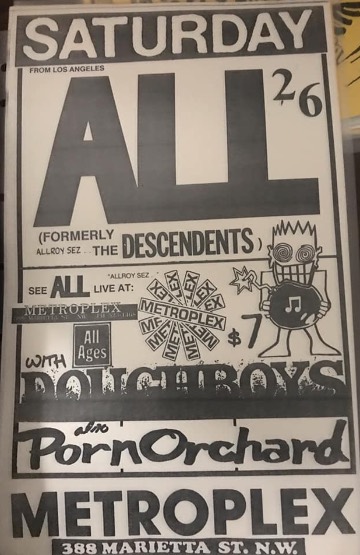 SATURDAY
FROM LOS ANGELES
26
ALL
(FORMERLY
ALLROY SEZ... THE DESCENDENTS)
"ALLROY SEZ..."
SEE ALL LIVE AT:
METROPLEX
METROPLEX
$7
All
Ages
WITH
DOUGHBOYS
also
PornOrchard
METROPLEX
388 MARIETTA ST. N.W.